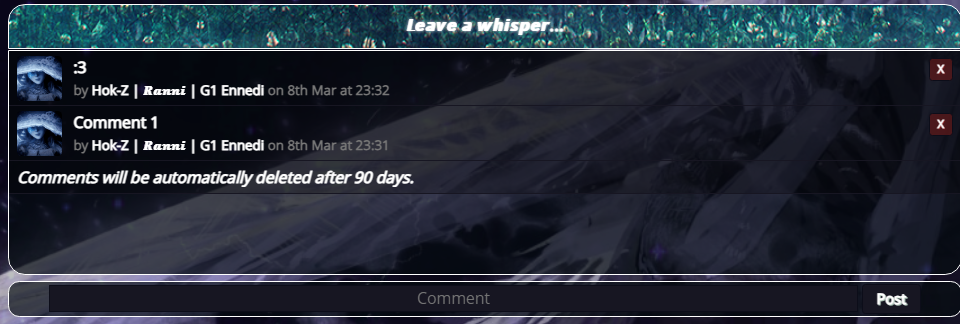 Leave a whisper...
:3
X
by Hok-Z | Ranni | G1 Ennedi on 8th Mar at 23:32
Comment 1
X
by Hok-Z | Ranni | G1 Ennedi on 8th Mar at 23:31
Comments will be automatically deleted after 90 days.
Comment
Post